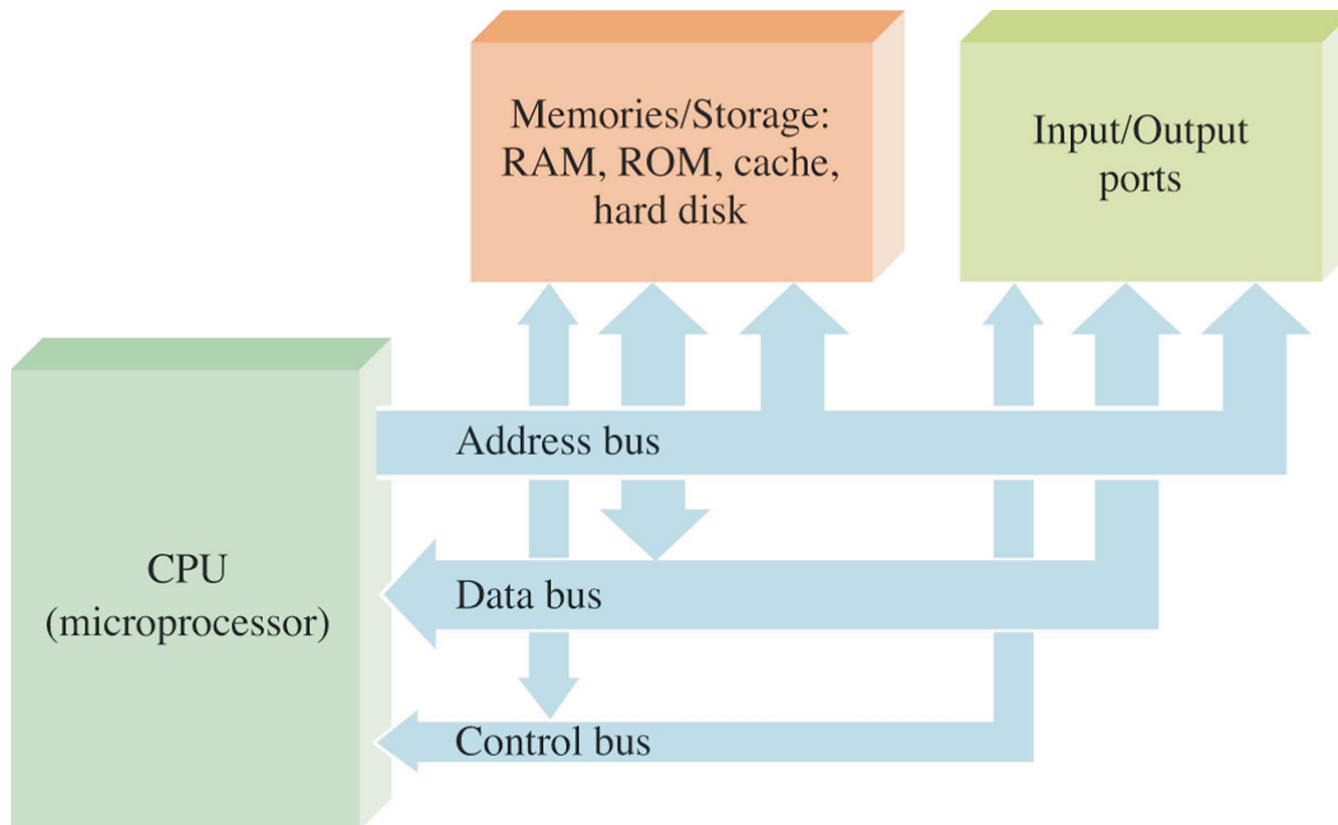 Memories/Storage:
RAM, ROM, cache,
hard disk
Input/Output
ports
Address bus
CPU
(microprocessor)
Data bus
Control bus